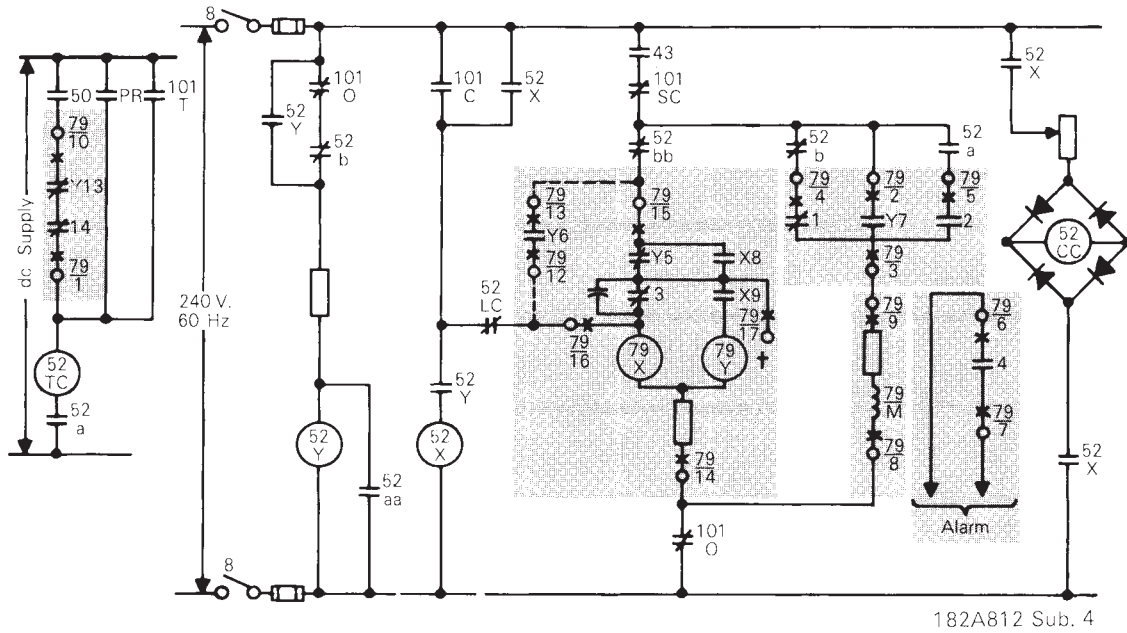 8
50
PR
101
T
79
10
Y13
14
79
1
dc Supply
52
TC
52
a
240 V.
60 Hz
52
Y
101
O
52
b
52
Y
52
aa
101
C
52
X
52
LC
52
Y
52
X
43
101
SC
52
bb
79
13
Y6
79
12
79
15
Y5
X8
3
X9
79
16
79
17
†
79
X
79
Y
79
14
101
O
52
b
79
4
1
79
2
Y7
52
a
79
5
2
79
3
79
9
79
M
79
8
79
6
4
79
7
Alarm
52
X
52
CC
52
X
8
182A812 Sub. 4